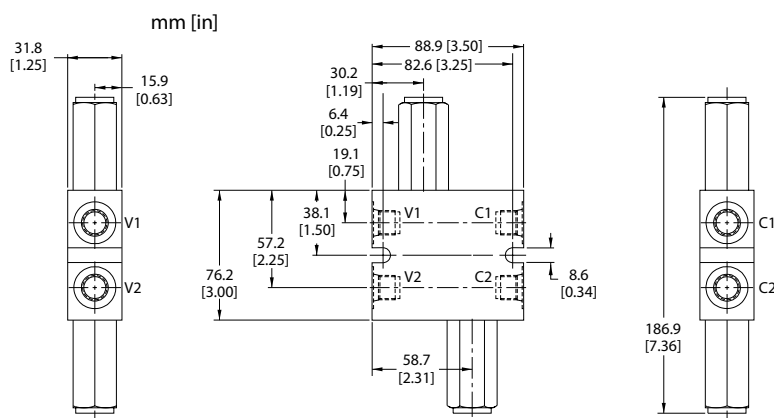 mm [in]
31.8
[1.25]
15.9
[0.63]
88.9 [3.50]
82.6 [3.25]
30.2
[1.19]
6.4
[0.25]
19.1
[0.75]
38.1
[1.50]
57.2
[2.25]
76.2
[3.00]
V1
V2
V1
C1
V2
C2
8.6
[0.34]
58.7
[2.31]
186.9
[7.36]
C1
C2